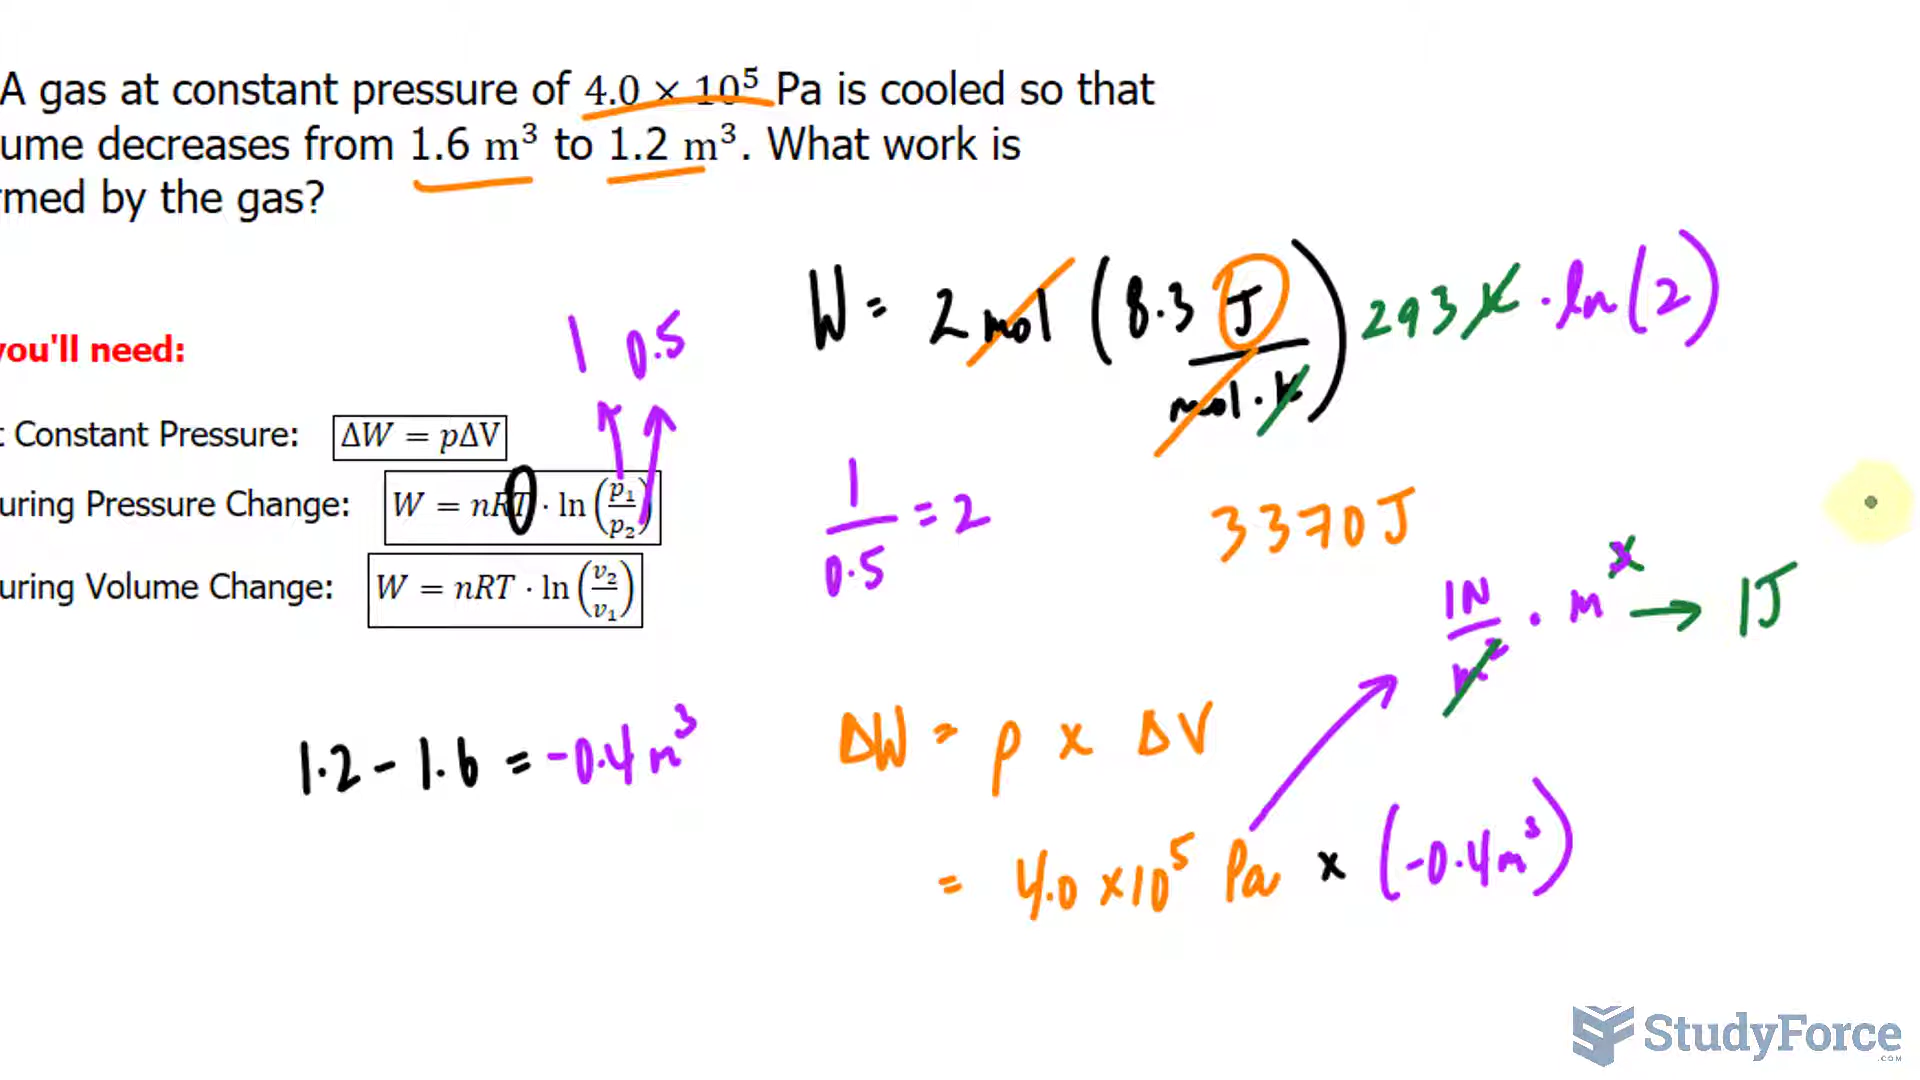 A gas at constant pressure of 4.0 × 10⁵ Pa is cooled so that
ume decreases from 1.6 m³ to 1.2 m³. What work is
rmed by the gas?
W = 2 mol (8.3 J / mol·K) 293 K · ln(2)
1 0.5
you'll need:
t Constant Pressure: ΔW = pΔV
uring Pressure Change: W = nRT · ln(p₁/p₂)
1/0.5 = 2
3370 J
uring Volume Change: W = nRT · ln(v₂/v₁)
1N/m² · m³ → 1J
1.2 - 1.6 = -0.4 m³
ΔW = p x ΔV
= 4.0 x10⁵ Pa x (-0.4 m³)
StudyForce
.COM